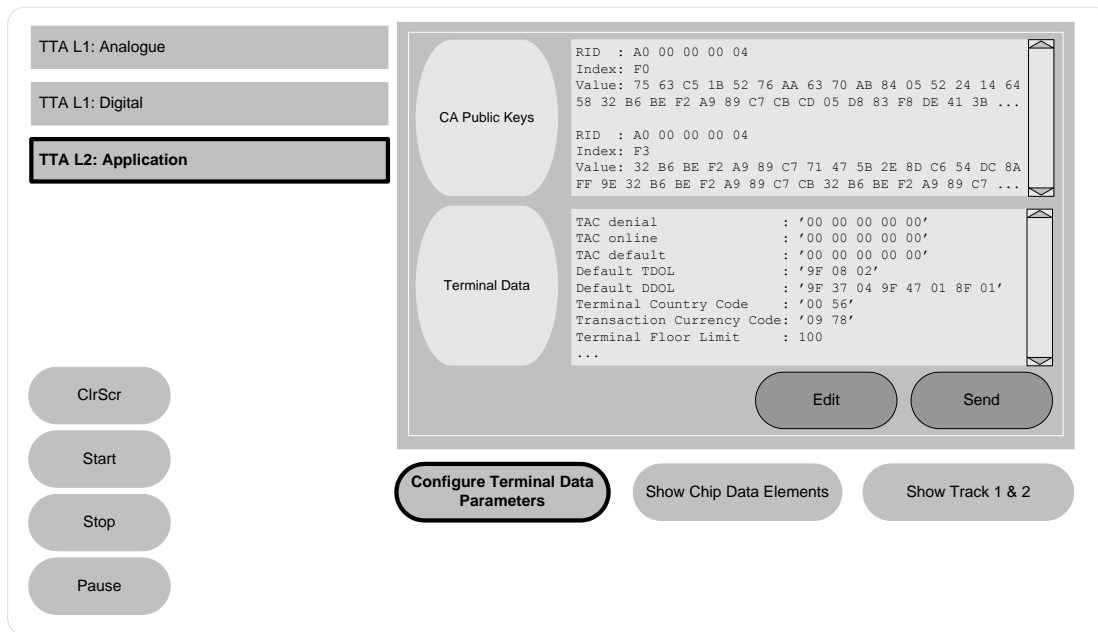 TTA L1: Analogue
TTA L1: Digital
TTA L2: Application
CA Public Keys
RID  : A0 00 00 00 04
Index: F0
Value: 75 63 C5 1B 52 76 AA 63 70 AB 84 05 52 24 14 64
58 32 B6 BE F2 A9 89 C7 CB CD 05 D8 83 F8 DE 41 3B ...
RID  : A0 00 00 00 04
Index: F3
Value: 32 B6 BE F2 A9 89 C7 71 47 5B 2E 8D C6 54 DC 8A
FF 9E 32 B6 BE F2 A9 89 C7 CB 32 B6 BE F2 A9 89 C7 ...
Terminal Data
TAC denial : '00 00 00 00 00'
TAC online : '00 00 00 00 00'
TAC default : '00 00 00 00 00'
Default TDOL : '9F 08 02'
Default DDOL : '9F 37 04 9F 47 01 8F 01'
Terminal Country Code : '00 56'
Transaction Currency Code: '09 78'
Terminal Floor Limit : 100
...
Edit
Send
ClrScr
Start
Stop
Pause
Configure Terminal Data
Parameters
Show Chip Data Elements
Show Track 1 & 2